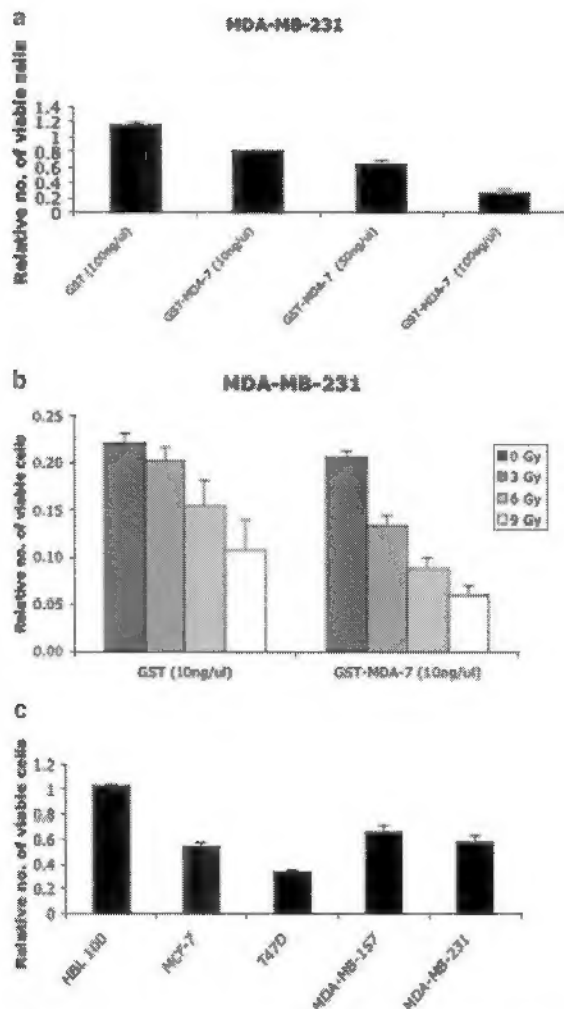 a
MDA-MB-231
Relative no. of viable cells
1.4
1.2
1
0.8
0.6
0.4
0.2
0
GST (100ng/ul)
GST-MDA-7 (10ng/ul)
GST-MDA-7 (50ng/ul)
GST-MDA-7 (100ng/ul)
b
MDA-MB-231
Relative no. of viable cells
0.25
0.20
0.15
0.10
0.05
0.00
0 Gy
3 Gy
6 Gy
9 Gy
GST (10ng/ul)
GST-MDA-7 (10ng/ul)
c
Relative no. of viable cells
1.2
1
0.8
0.6
0.4
0.2
0
HBL 100
MCF-7
T47D
MDA-MB-157
MDA-MB-231